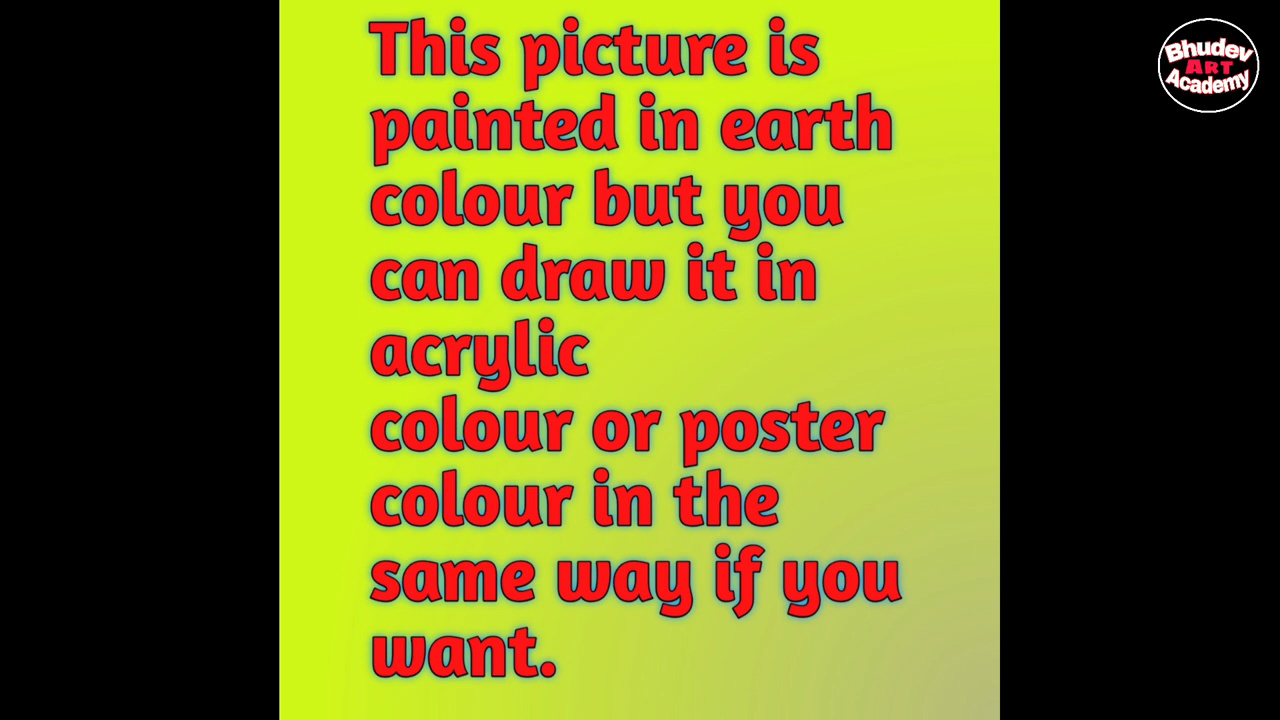 This picture is
painted in earth
colour but you
can draw it in
acrylic
colour or poster
colour in the
same way if you
want.
Bhudev
ART
Academy